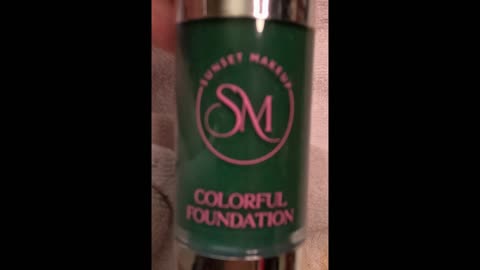 SUNSET MAKEUP
SM
COLORFUL
FOUNDATION